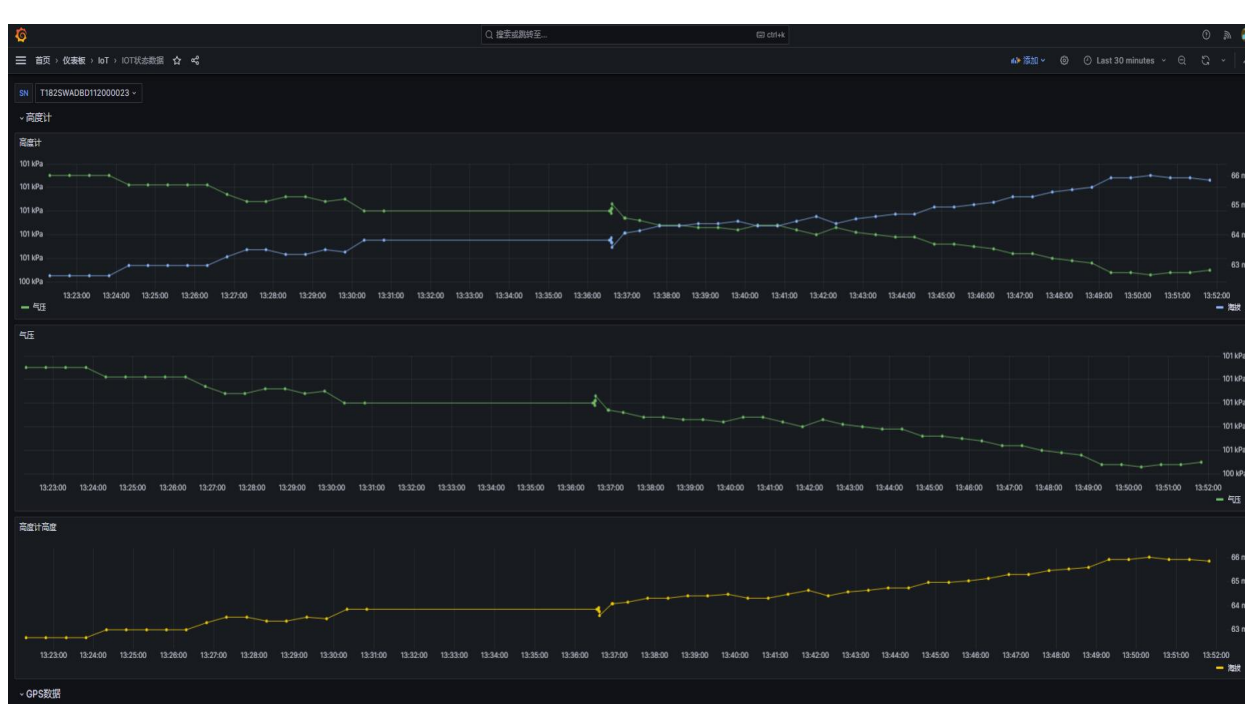 搜索或跳转至... ctrl+k
首页 › 仪表板 › IoT › IOT状态数据 添加 Last 30 minutes
SN T182SWADBD112000023
高度计
高度计
101 kPa
101 kPa 66 m
101 kPa 65 m
101 kPa 64 m
101 kPa 63 m
100 kPa
13:23:00 13:24:00 13:25:00 13:26:00 13:27:00 13:28:00 13:29:00 13:30:00 13:31:00 13:32:00 13:33:00 13:34:00 13:35:00 13:36:00 13:37:00 13:38:00 13:39:00 13:40:00 13:41:00 13:42:00 13:43:00 13:44:00 13:45:00 13:46:00 13:47:00 13:48:00 13:49:00 13:50:00 13:51:00 13:52:00
气压 海拔
气压
101 kPa
101 kPa
101 kPa
101 kPa
101 kPa
100 kPa
13:23:00 13:24:00 13:25:00 13:26:00 13:27:00 13:28:00 13:29:00 13:30:00 13:31:00 13:32:00 13:33:00 13:34:00 13:35:00 13:36:00 13:37:00 13:38:00 13:39:00 13:40:00 13:41:00 13:42:00 13:43:00 13:44:00 13:45:00 13:46:00 13:47:00 13:48:00 13:49:00 13:50:00 13:51:00 13:52:00
气压
高度计高度
66 m
65 m
64 m
63 m
13:23:00 13:24:00 13:25:00 13:26:00 13:27:00 13:28:00 13:29:00 13:30:00 13:31:00 13:32:00 13:33:00 13:34:00 13:35:00 13:36:00 13:37:00 13:38:00 13:39:00 13:40:00 13:41:00 13:42:00 13:43:00 13:44:00 13:45:00 13:46:00 13:47:00 13:48:00 13:49:00 13:50:00 13:51:00 13:52:00
海拔
GPS数据